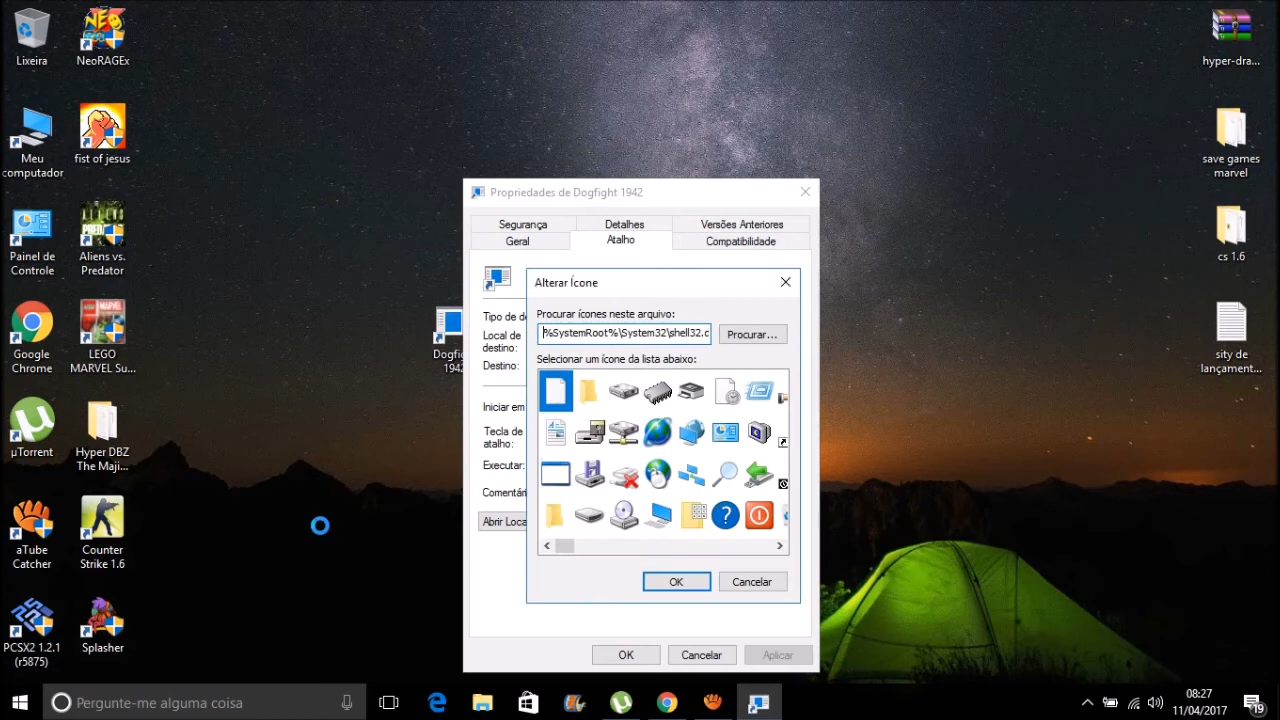 Lixeira
NeoRAGEx
hyper-dra...
Meu
computador
fist of jesus
save games
marvel
Painel de
Controle
Aliens vs.
Predator
cs 1.6
Google
Chrome
LEGO
MARVEL Su...
sity de
lançament...
µTorrent
Hyper DBZ
The Maji...
aTube
Catcher
Counter
Strike 1.6
PCSX2 1.2.1
(r5875)
Splasher
Dogfi
1942
Propriedades de Dogfight 1942
Segurança
Detalhes
Versões Anteriores
Geral
Atalho
Compatibilidade
Tipo de d
Local de
destino:
Destino:
Iniciar em
Tecla de
atalho:
Executar:
Comentári
Abrir Loca
Alterar Ícone
Procurar ícones neste arquivo:
%SystemRoot%\System32\shell32.d
Procurar...
Selecionar um ícone da lista abaixo:
OK
Cancelar
OK
Cancelar
Aplicar
Pergunte-me alguma coisa
08:27
11/04/2017
19